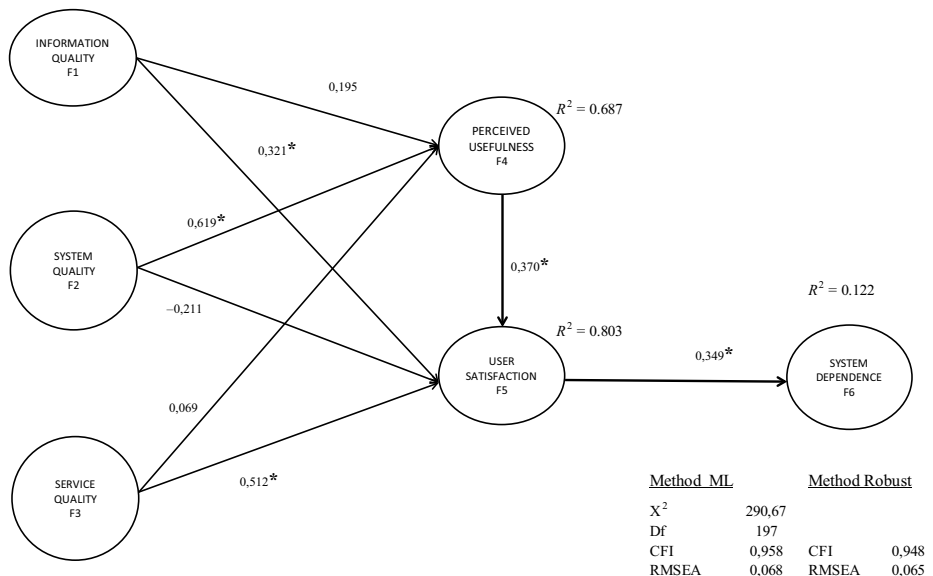 INFORMATION
QUALITY
F1
0,195
R² = 0.687
PERCEIVED
USEFULNESS
F4
0,321*
0,619*
SYSTEM
QUALITY
F2
0,370*
–0,211
R² = 0.122
R² = 0.803
USER
SATISFACTION
F5
0,349*
SYSTEM
DEPENDENCE
F6
0,069
0,512*
SERVICE
QUALITY
F3
Method ML Method Robust
X² 290,67
Df 197
CFI 0,958 CFI 0,948
RMSEA 0,068 RMSEA 0,065